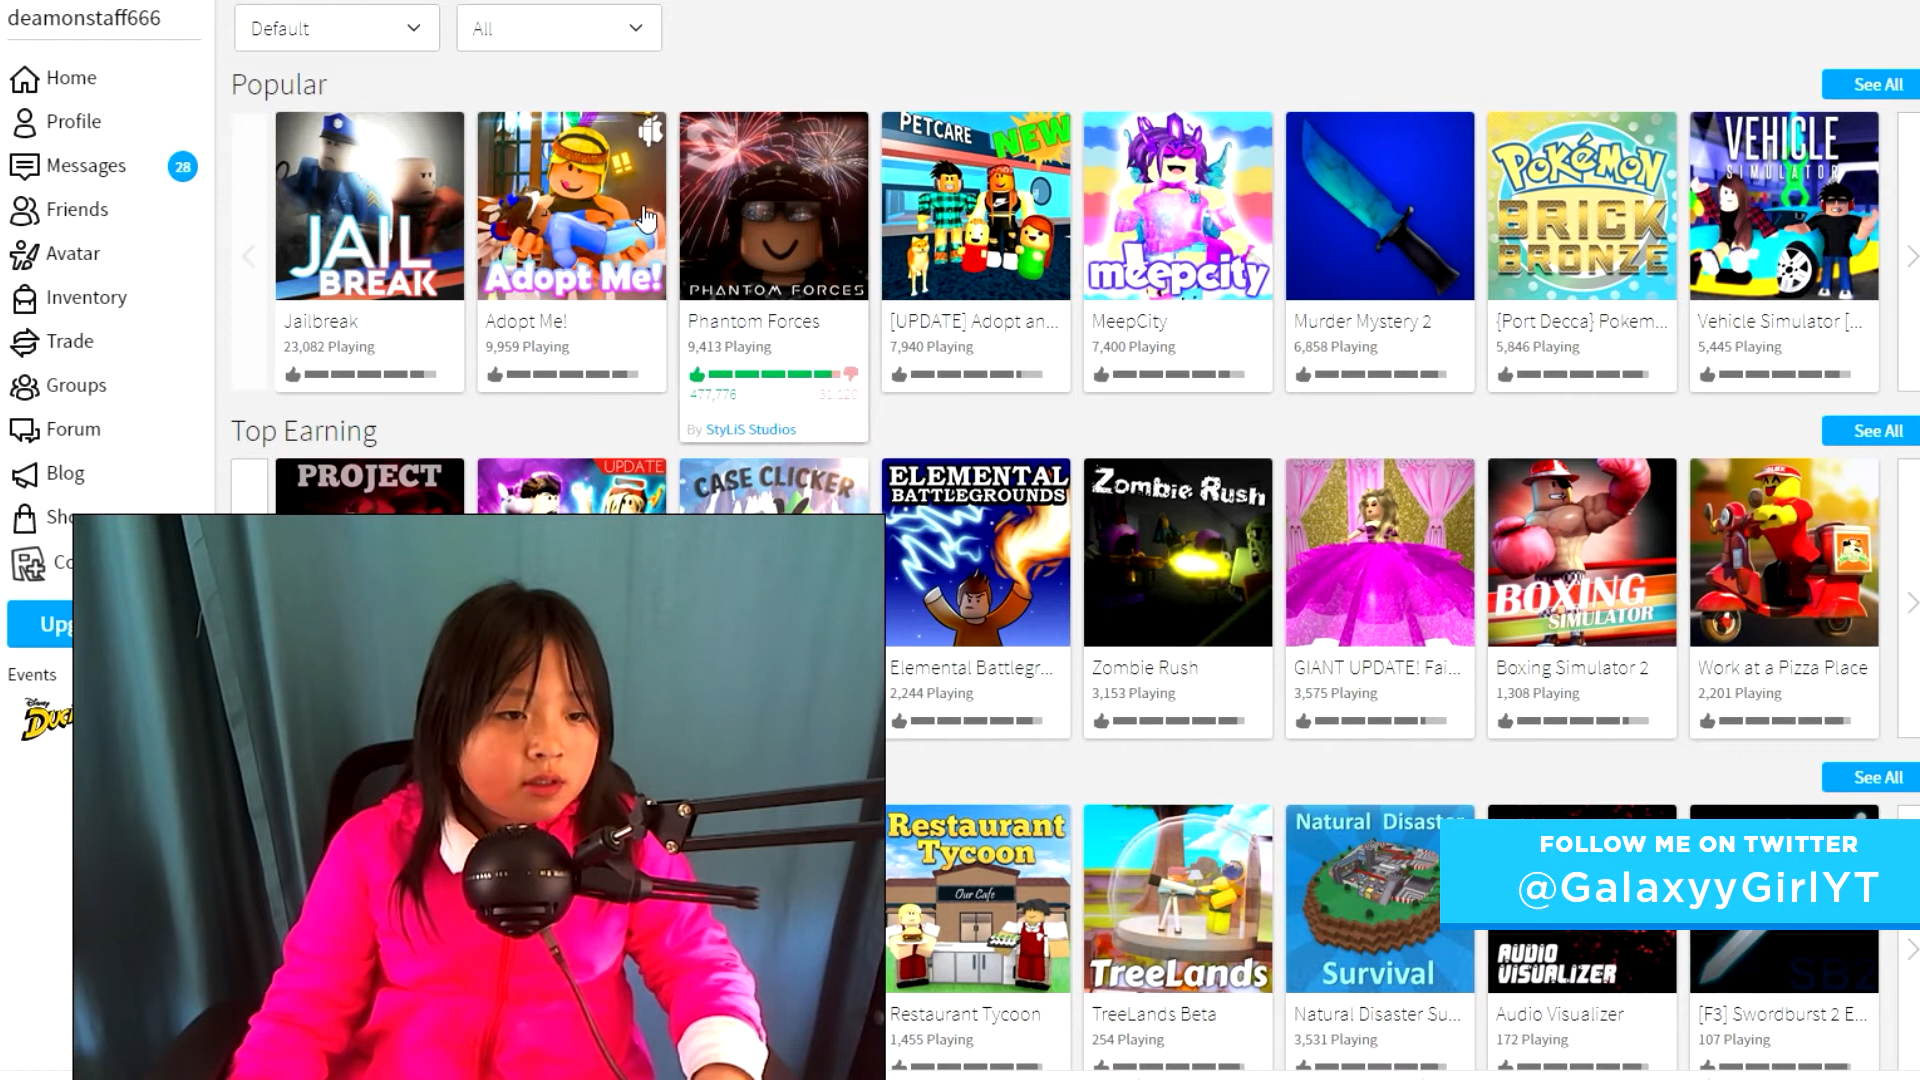 deamonstaff666
Default
All
Home
Profile
Messages
28
Friends
Avatar
Inventory
Trade
Groups
Forum
Blog
Events
Disney
Popular
See All
JAIL
BREAK
Adopt Me!
PHANTOM FORCES
PETCARE
NEW
meepcity
POKéMON
BRICK
BRONZE
VEHICLE
SIMULATOR
Jailbreak
Adopt Me!
Phantom Forces
[UPDATE] Adopt an...
MeepCity
Murder Mystery 2
{Port Decca} Pokem...
Vehicle Simulator [...
23,082 Playing
9,959 Playing
9,413 Playing
7,940 Playing
7,400 Playing
6,858 Playing
5,846 Playing
5,445 Playing
477,776
31,120
By StyLiS Studios
Top Earning
See All
PROJECT
UPDATE
CASE CLICKER
ELEMENTAL
BATTLEGROUNDS
Zombie Rush
BOXING
SIMULATOR
Elemental Battlegr...
Zombie Rush
GIANT UPDATE! Fai...
Boxing Simulator 2
Work at a Pizza Place
2,244 Playing
3,153 Playing
3,575 Playing
1,308 Playing
2,201 Playing
See All
Restaurant
Tycoon
Our Cafe
TreeLands
Natural Disaster
Survival
AUDIO
VISUALIZER
SB2
FOLLOW ME ON TWITTER
@GalaxyyGirlYT
Restaurant Tycoon
TreeLands Beta
Natural Disaster Su...
Audio Visualizer
[F3] Swordburst 2 E...
1,455 Playing
254 Playing
3,531 Playing
172 Playing
107 Playing